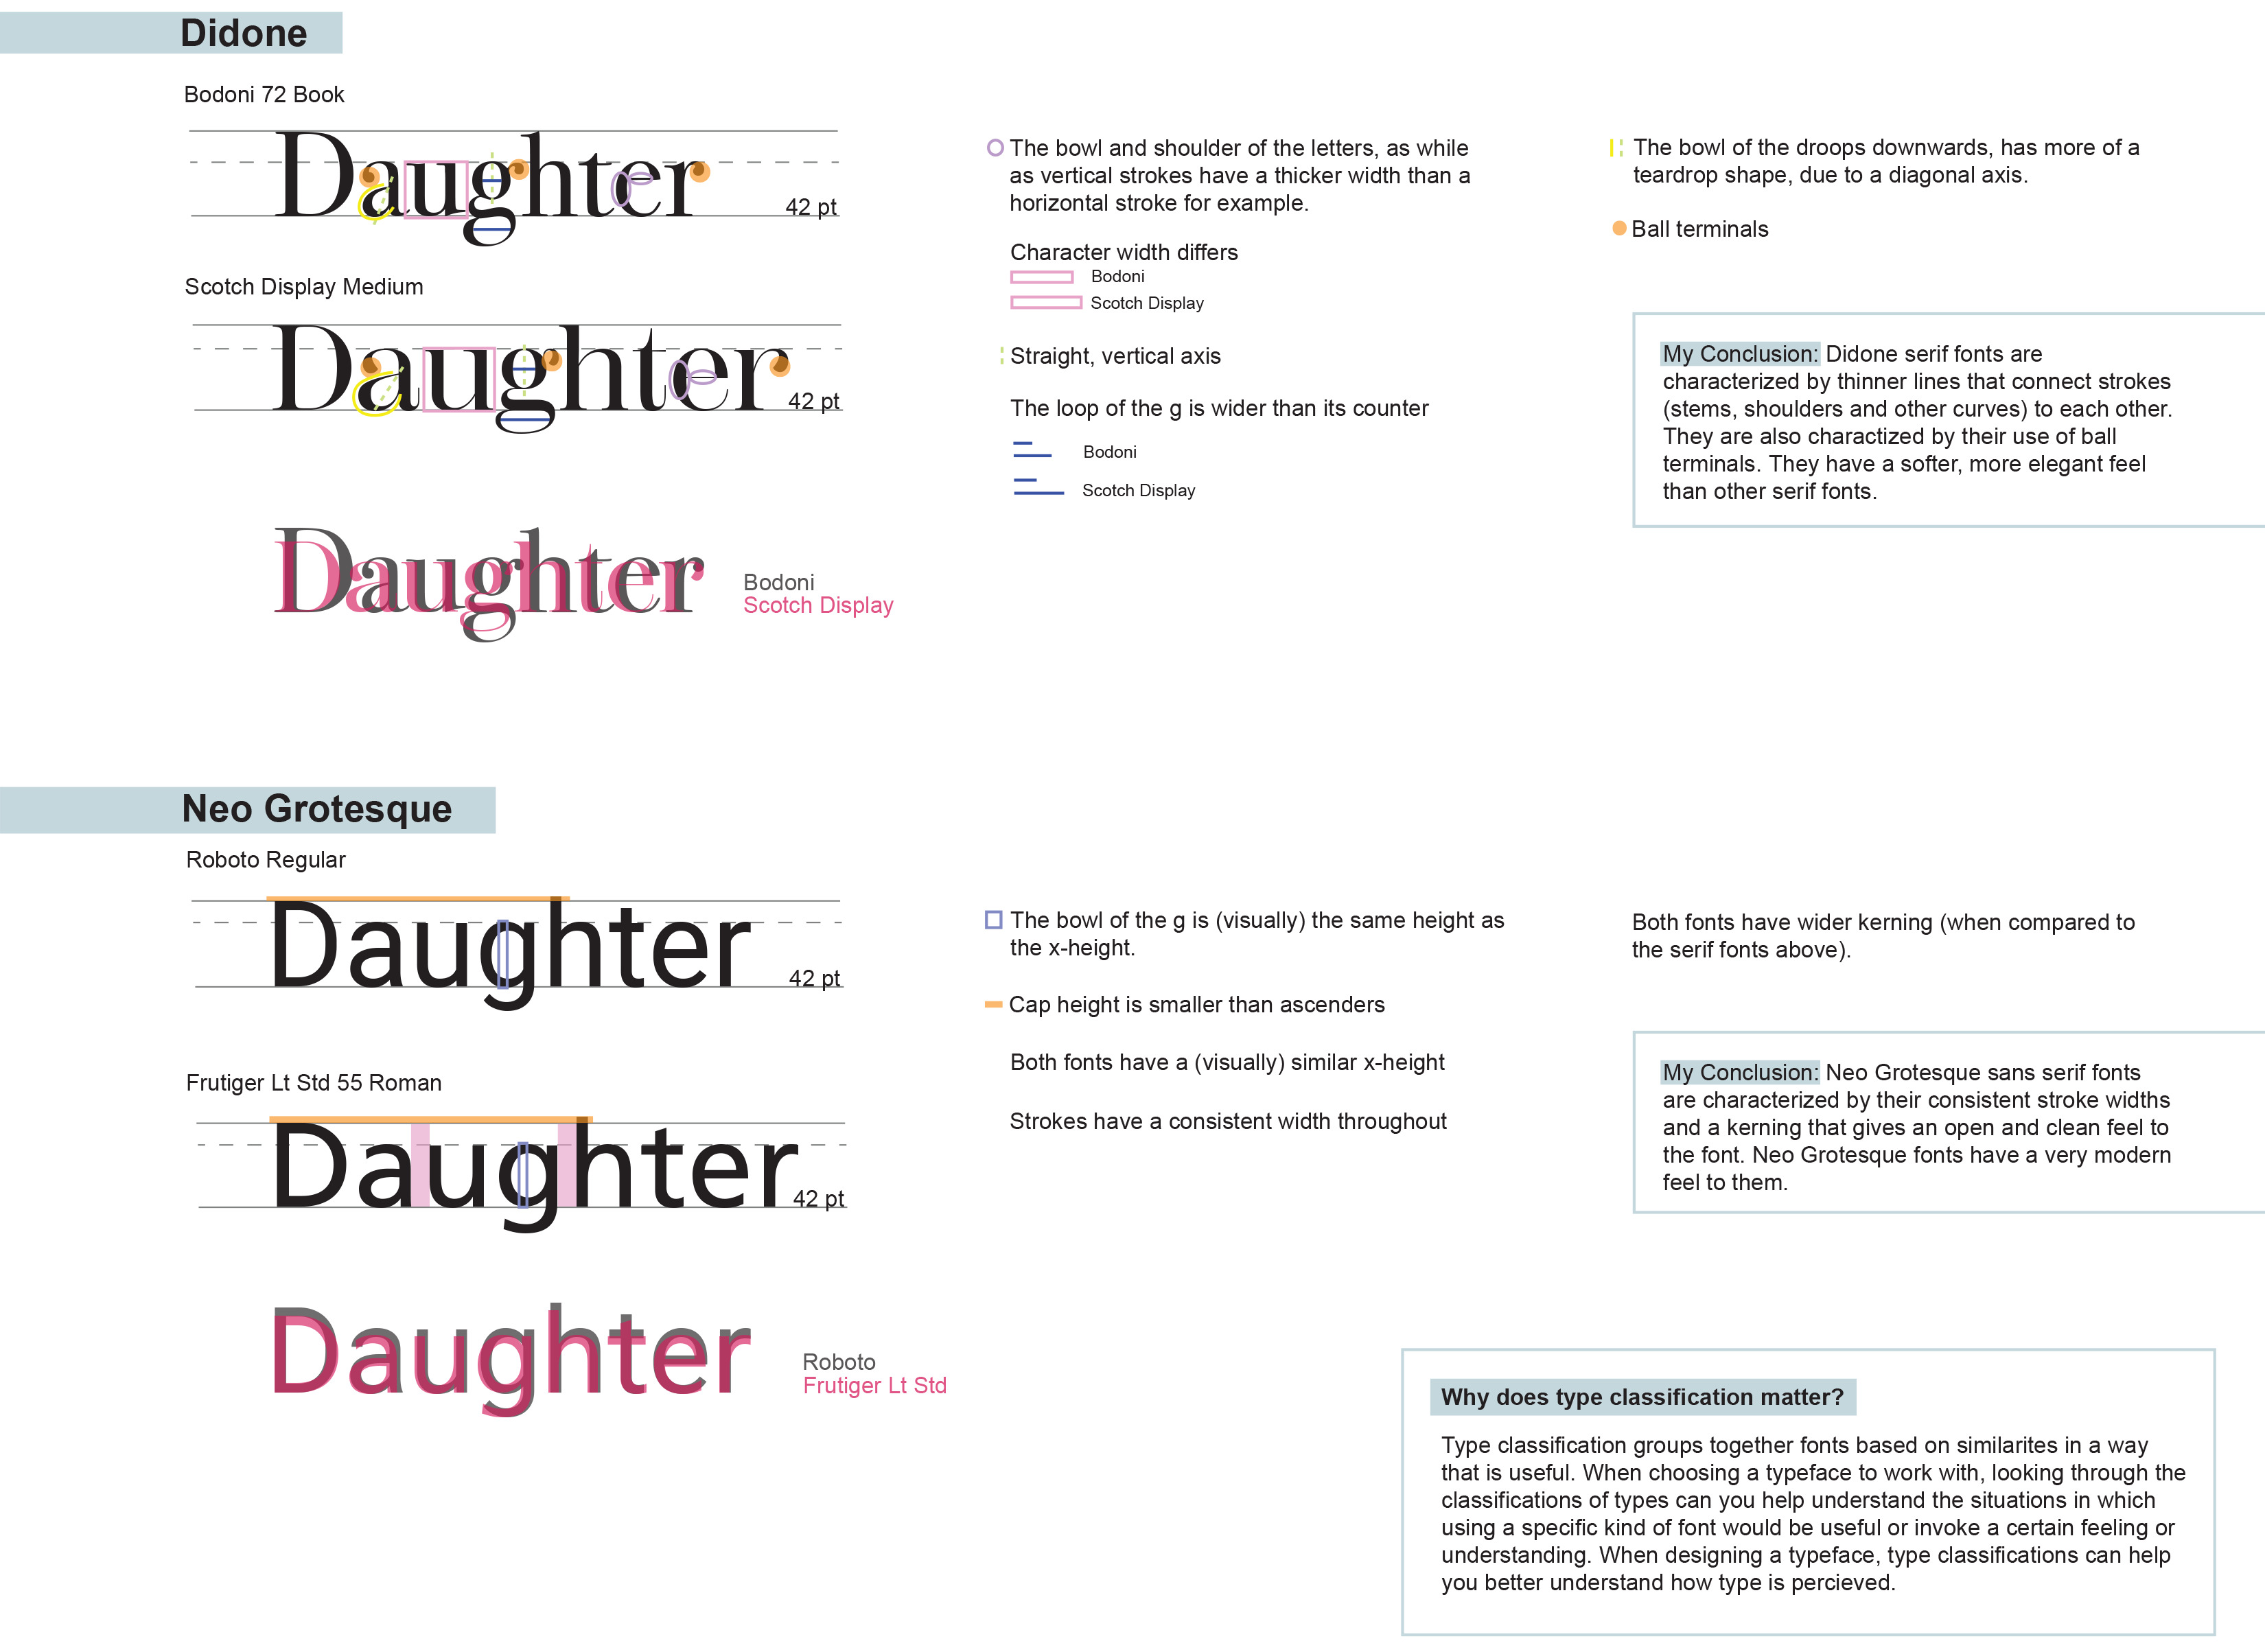 Didone
Bodoni 72 Book
Daughter
42 pt
Scotch Display Medium
Daughter
42 pt
Daughter
Bodoni
Scotch Display
The bowl and shoulder of the letters, as while
as vertical strokes have a thicker width than a
horizontal stroke for example.
Character width differs
Bodoni
Scotch Display
Straight, vertical axis
The loop of the g is wider than its counter
Bodoni
Scotch Display
The bowl of the droops downwards, has more of a
teardrop shape, due to a diagonal axis.
Ball terminals
My Conclusion: Didone serif fonts are
characterized by thinner lines that connect strokes
(stems, shoulders and other curves) to each other.
They are also charactized by their use of ball
terminals. They have a softer, more elegant feel
than other serif fonts.
Neo Grotesque
Roboto Regular
Daughter
42 pt
Frutiger Lt Std 55 Roman
Daughter
42 pt
Daughter
Roboto
Frutiger Lt Std
The bowl of the g is (visually) the same height as
the x-height.
Cap height is smaller than ascenders
Both fonts have a (visually) similar x-height
Strokes have a consistent width throughout
Both fonts have wider kerning (when compared to
the serif fonts above).
My Conclusion: Neo Grotesque sans serif fonts
are characterized by their consistent stroke widths
and a kerning that gives an open and clean feel to
the font. Neo Grotesque fonts have a very modern
feel to them.
Why does type classification matter?
Type classification groups together fonts based on similarites in a way
that is useful. When choosing a typeface to work with, looking through the
classifications of types can you help understand the situations in which
using a specific kind of font would be useful or invoke a certain feeling or
understanding. When designing a typeface, type classifications can help
you better understand how type is percieved.